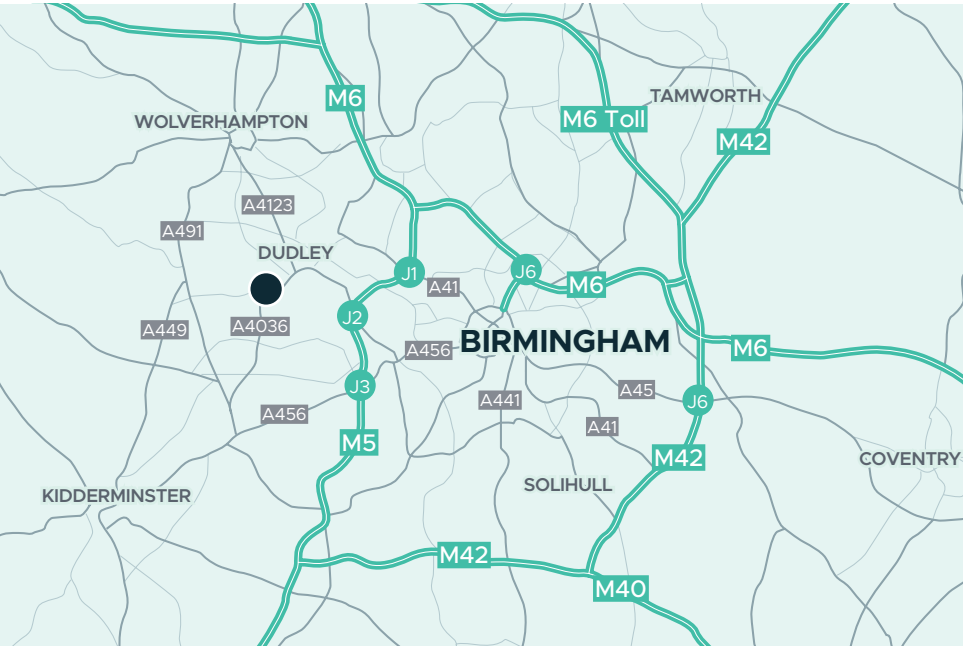 M6
TAMWORTH
M6 Toll
WOLVERHAMPTON
M42
A4123
A491
DUDLEY
J1
J6
M6
A41
J2
A4036
A449
BIRMINGHAM
M6
A456
J3
A45
A441
J6
A456
A41
M5
M42
COVENTRY
SOLIHULL
KIDDERMINSTER
M42
M40